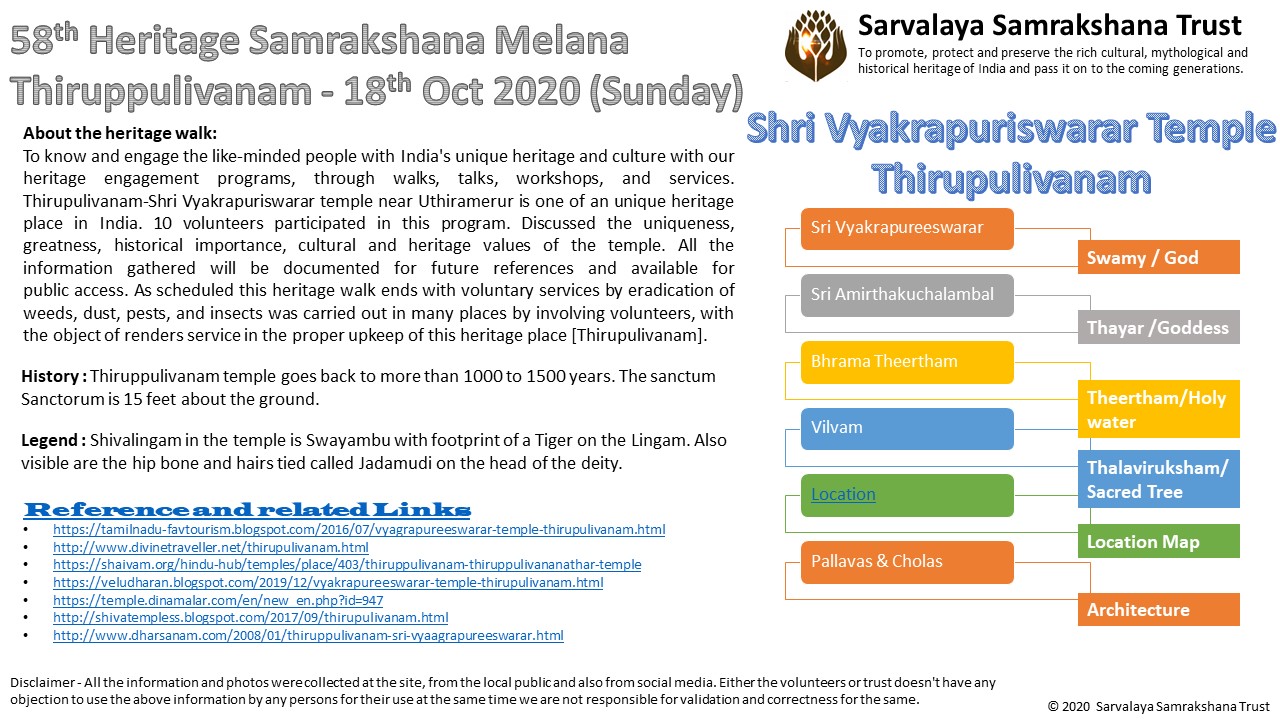 58th Heritage Samrakshana Melana
Thiruppulivanam - 18th Oct 2020 (Sunday)
Sarvalaya Samrakshana Trust
To promote, protect and preserve the rich cultural, mythological and
historical heritage of India and pass it on to the coming generations.
About the heritage walk:
To know and engage the like-minded people with India's unique heritage and culture with our
heritage engagement programs, through walks, talks, workshops, and services.
Thirupulivanam-Shri Vyakrapuriswarar temple near Uthiramerur is one of an unique heritage
place in India. 10 volunteers participated in this program. Discussed the uniqueness,
greatness, historical importance, cultural and heritage values of the temple. All the
information gathered will be documented for future references and available for
public access. As scheduled this heritage walk ends with voluntary services by eradication of
weeds, dust, pests, and insects was carried out in many places by involving volunteers, with
the object of renders service in the proper upkeep of this heritage place [Thirupulivanam].
History : Thiruppulivanam temple goes back to more than 1000 to 1500 years. The sanctum
Sanctorum is 15 feet about the ground.
Legend : Shivalingam in the temple is Swayambu with footprint of a Tiger on the Lingam. Also
visible are the hip bone and hairs tied called Jadamudi on the head of the deity.
Reference and related Links
• https://tamilnadu-favtourism.blogspot.com/2016/07/vyagrapureeswarar-temple-thirupulivanam.html
• http://www.divinetraveller.net/thirupulivanam.html
• https://shaivam.org/hindu-hub/temples/place/403/thiruppulivanam-thiruppulivananathar-temple
• https://veludharan.blogspot.com/2019/12/vyakrapureeswarar-temple-thirupulivanam.html
• https://temple.dinamalar.com/en/new_en.php?id=947
• http://shivatempless.blogspot.com/2017/09/thirupulivanam.html
• http://www.dharsanam.com/2008/01/thiruppulivanam-sri-vyaagrapureeswarar.html
Shri Vyakrapuriswarar Temple
Thirupulivanam
Sri Vyakrapureeswarar
Swamy / God
Sri Amirthakuchalambal
Thayar /Goddess
Bhrama Theertham
Theertham/Holy
water
Vilvam
Thalaviruksham/
Sacred Tree
Location
Location Map
Pallavas & Cholas
Architecture
Disclaimer - All the information and photos were collected at the site, from the local public and also from social media. Either the volunteers or trust doesn't have any
objection to use the above information by any persons for their use at the same time we are not responsible for validation and correctness for the same.
© 2020 Sarvalaya Samrakshana Trust